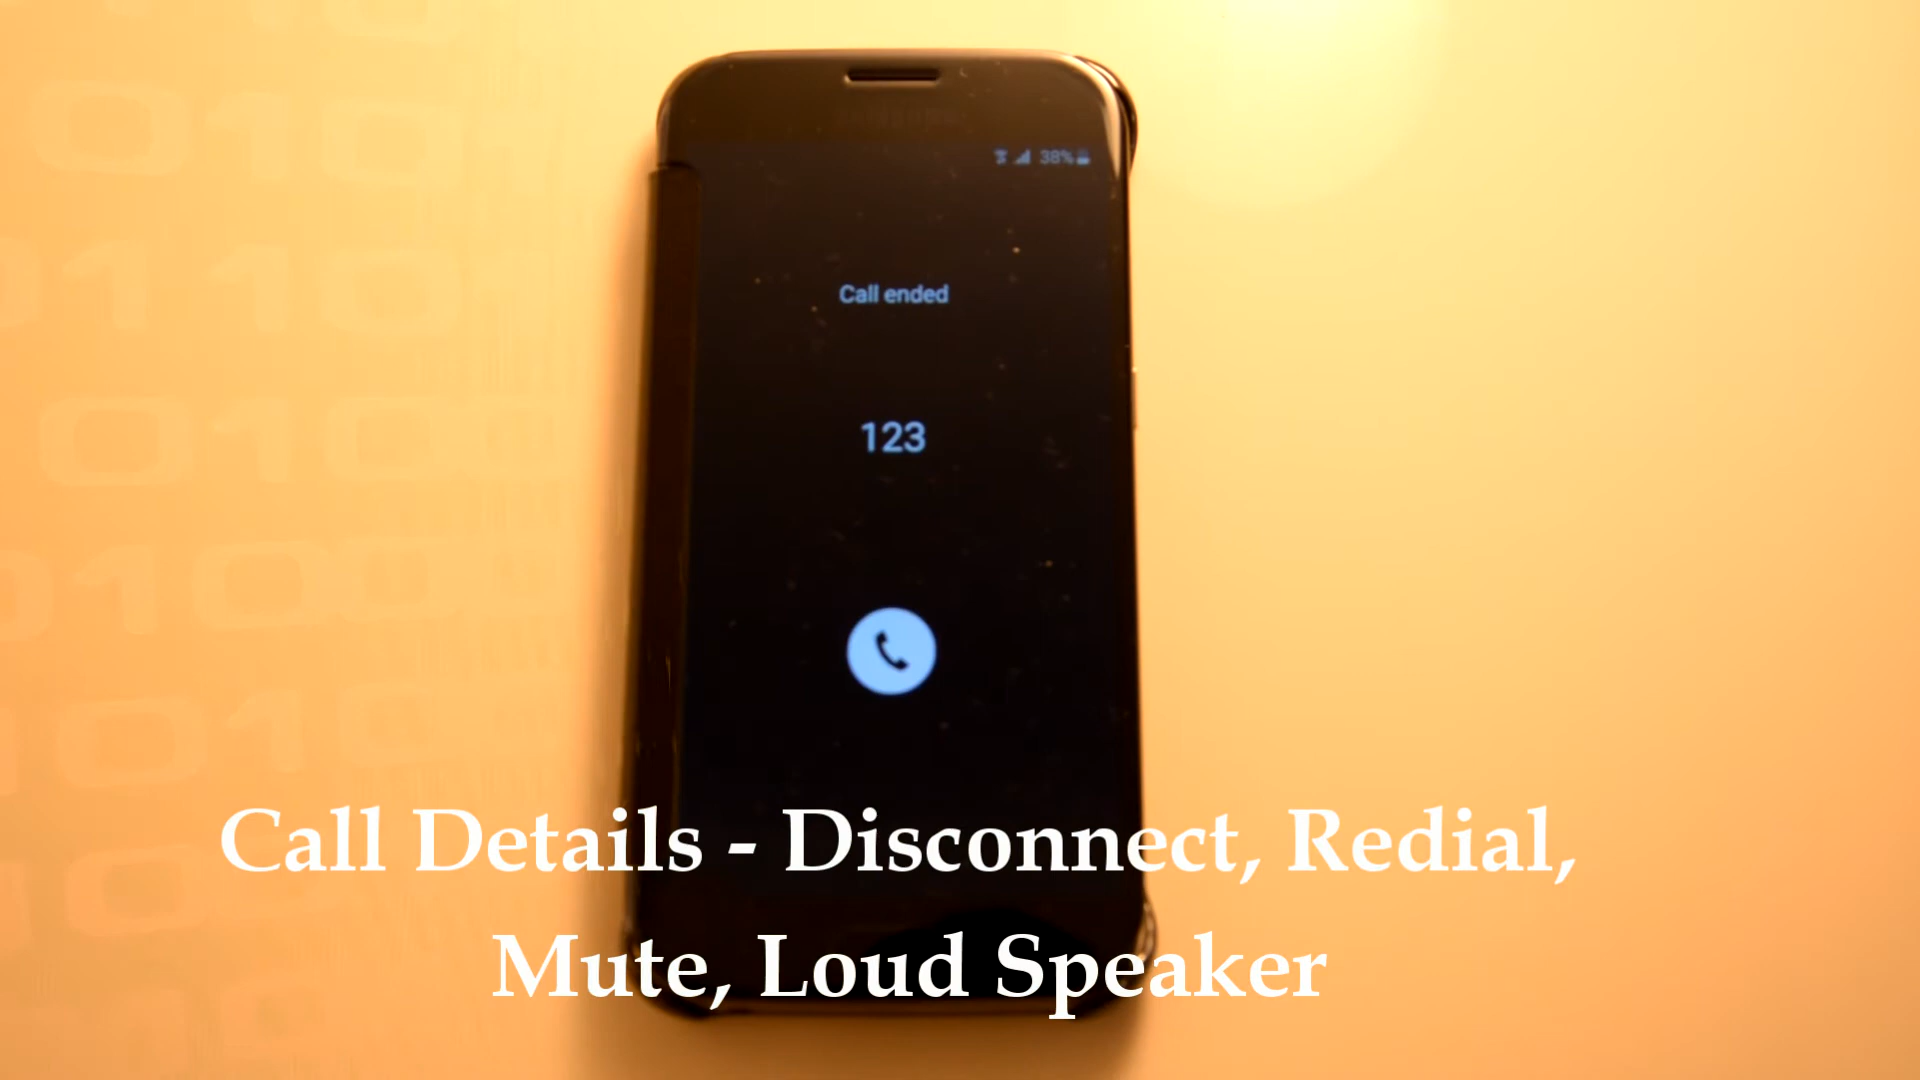 38%
Call ended
123
Call Details - Disconnect, Redial,
Mute, Loud Speaker